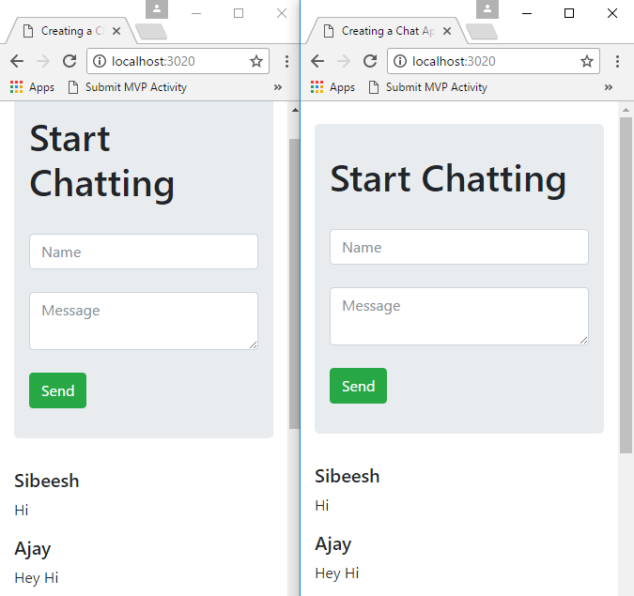 Creating a C
localhost:3020
Apps
Submit MVP Activity
»
Start
Chatting
Name
Message
Send
Sibeesh
Hi
Ajay
Hey Hi
Creating a Chat Ap
localhost:3020
Apps
Submit MVP Activity
»
Start Chatting
Name
Message
Send
Sibeesh
Hi
Ajay
Hey Hi